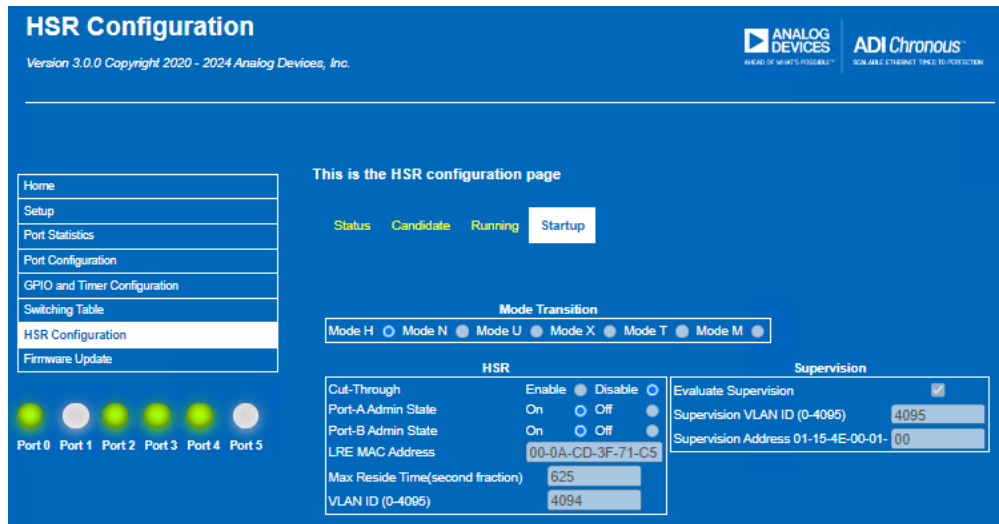 HSR Configuration
Version 3.0.0 Copyright 2020 - 2024 Analog Devices, Inc.
ANALOG
DEVICES
AHEAD OF WHAT'S POSSIBLE™
ADI Chronous™
SCALABLE ETHERNET TIMED TO PERFECTION
Home
Setup
Port Statistics
Port Configuration
GPIO and Timer Configuration
Switching Table
HSR Configuration
Firmware Update
Port 0 Port 1 Port 2 Port 3 Port 4 Port 5
This is the HSR configuration page
Status Candidate Running Startup
Mode Transition
Mode H Mode N Mode U Mode X Mode T Mode M
HSR
Cut-Through Enable Disable
Port-A Admin State On Off
Port-B Admin State On Off
LRE MAC Address 00-0A-CD-3F-71-C5
Max Reside Time(second fraction) 625
VLAN ID (0-4095) 4094
Supervision
Evaluate Supervision
Supervision VLAN ID (0-4095) 4095
Supervision Address 01-15-4E-00-01- 00